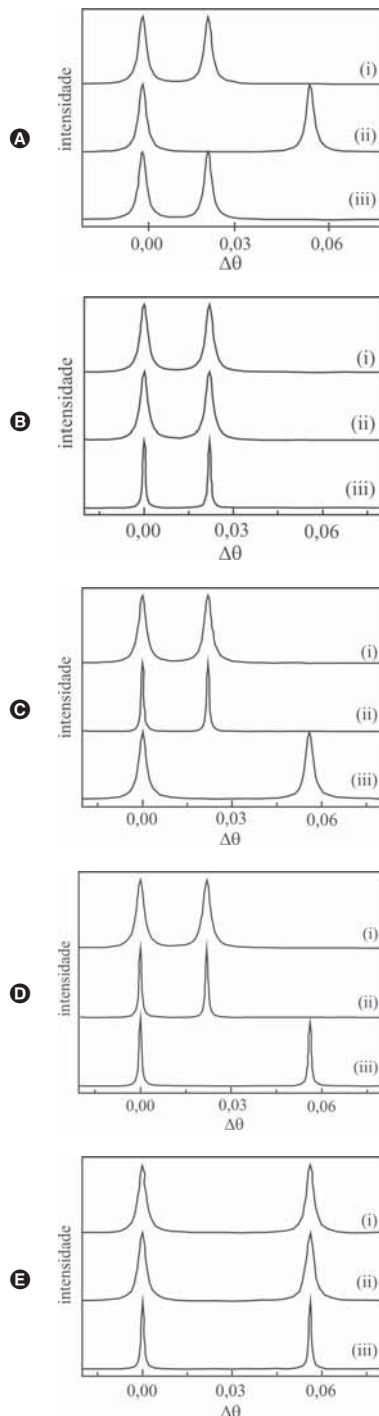 A
intensidade
(i)
(ii)
(iii)
0,00 0,03 0,06
Δθ
B
intensidade
(i)
(ii)
(iii)
0,00 0,03 0,06
Δθ
C
intensidade
(i)
(ii)
(iii)
0,00 0,03 0,06
Δθ
D
intensidade
(i)
(ii)
(iii)
0,00 0,03 0,06
Δθ
E
intensidade
(i)
(ii)
(iii)
0,00 0,03 0,06
Δθ